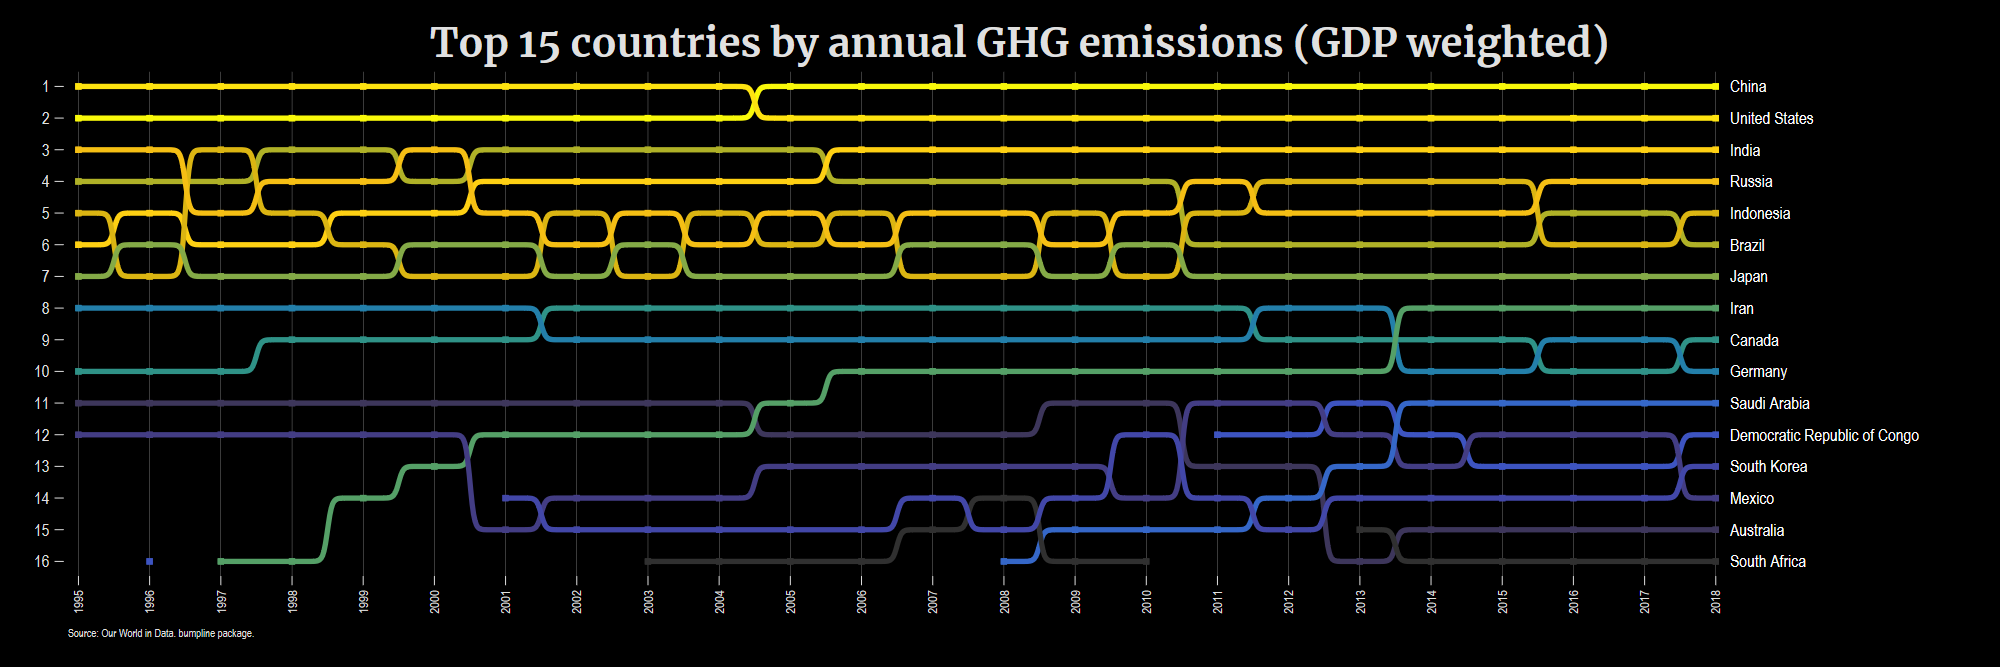 Top 15 countries by annual GHG emissions (GDP weighted)
1
2
3
4
5
6
7
8
9
10
11
12
13
14
15
16
China
United States
India
Russia
Indonesia
Brazil
Japan
Iran
Canada
Germany
Saudi Arabia
Democratic Republic of Congo
South Korea
Mexico
Australia
South Africa
1995
1996
1997
1998
1999
2000
2001
2002
2003
2004
2005
2006
2007
2008
2009
2010
2011
2012
2013
2014
2015
2016
2017
2018
Source: Our World in Data. bumpline package.